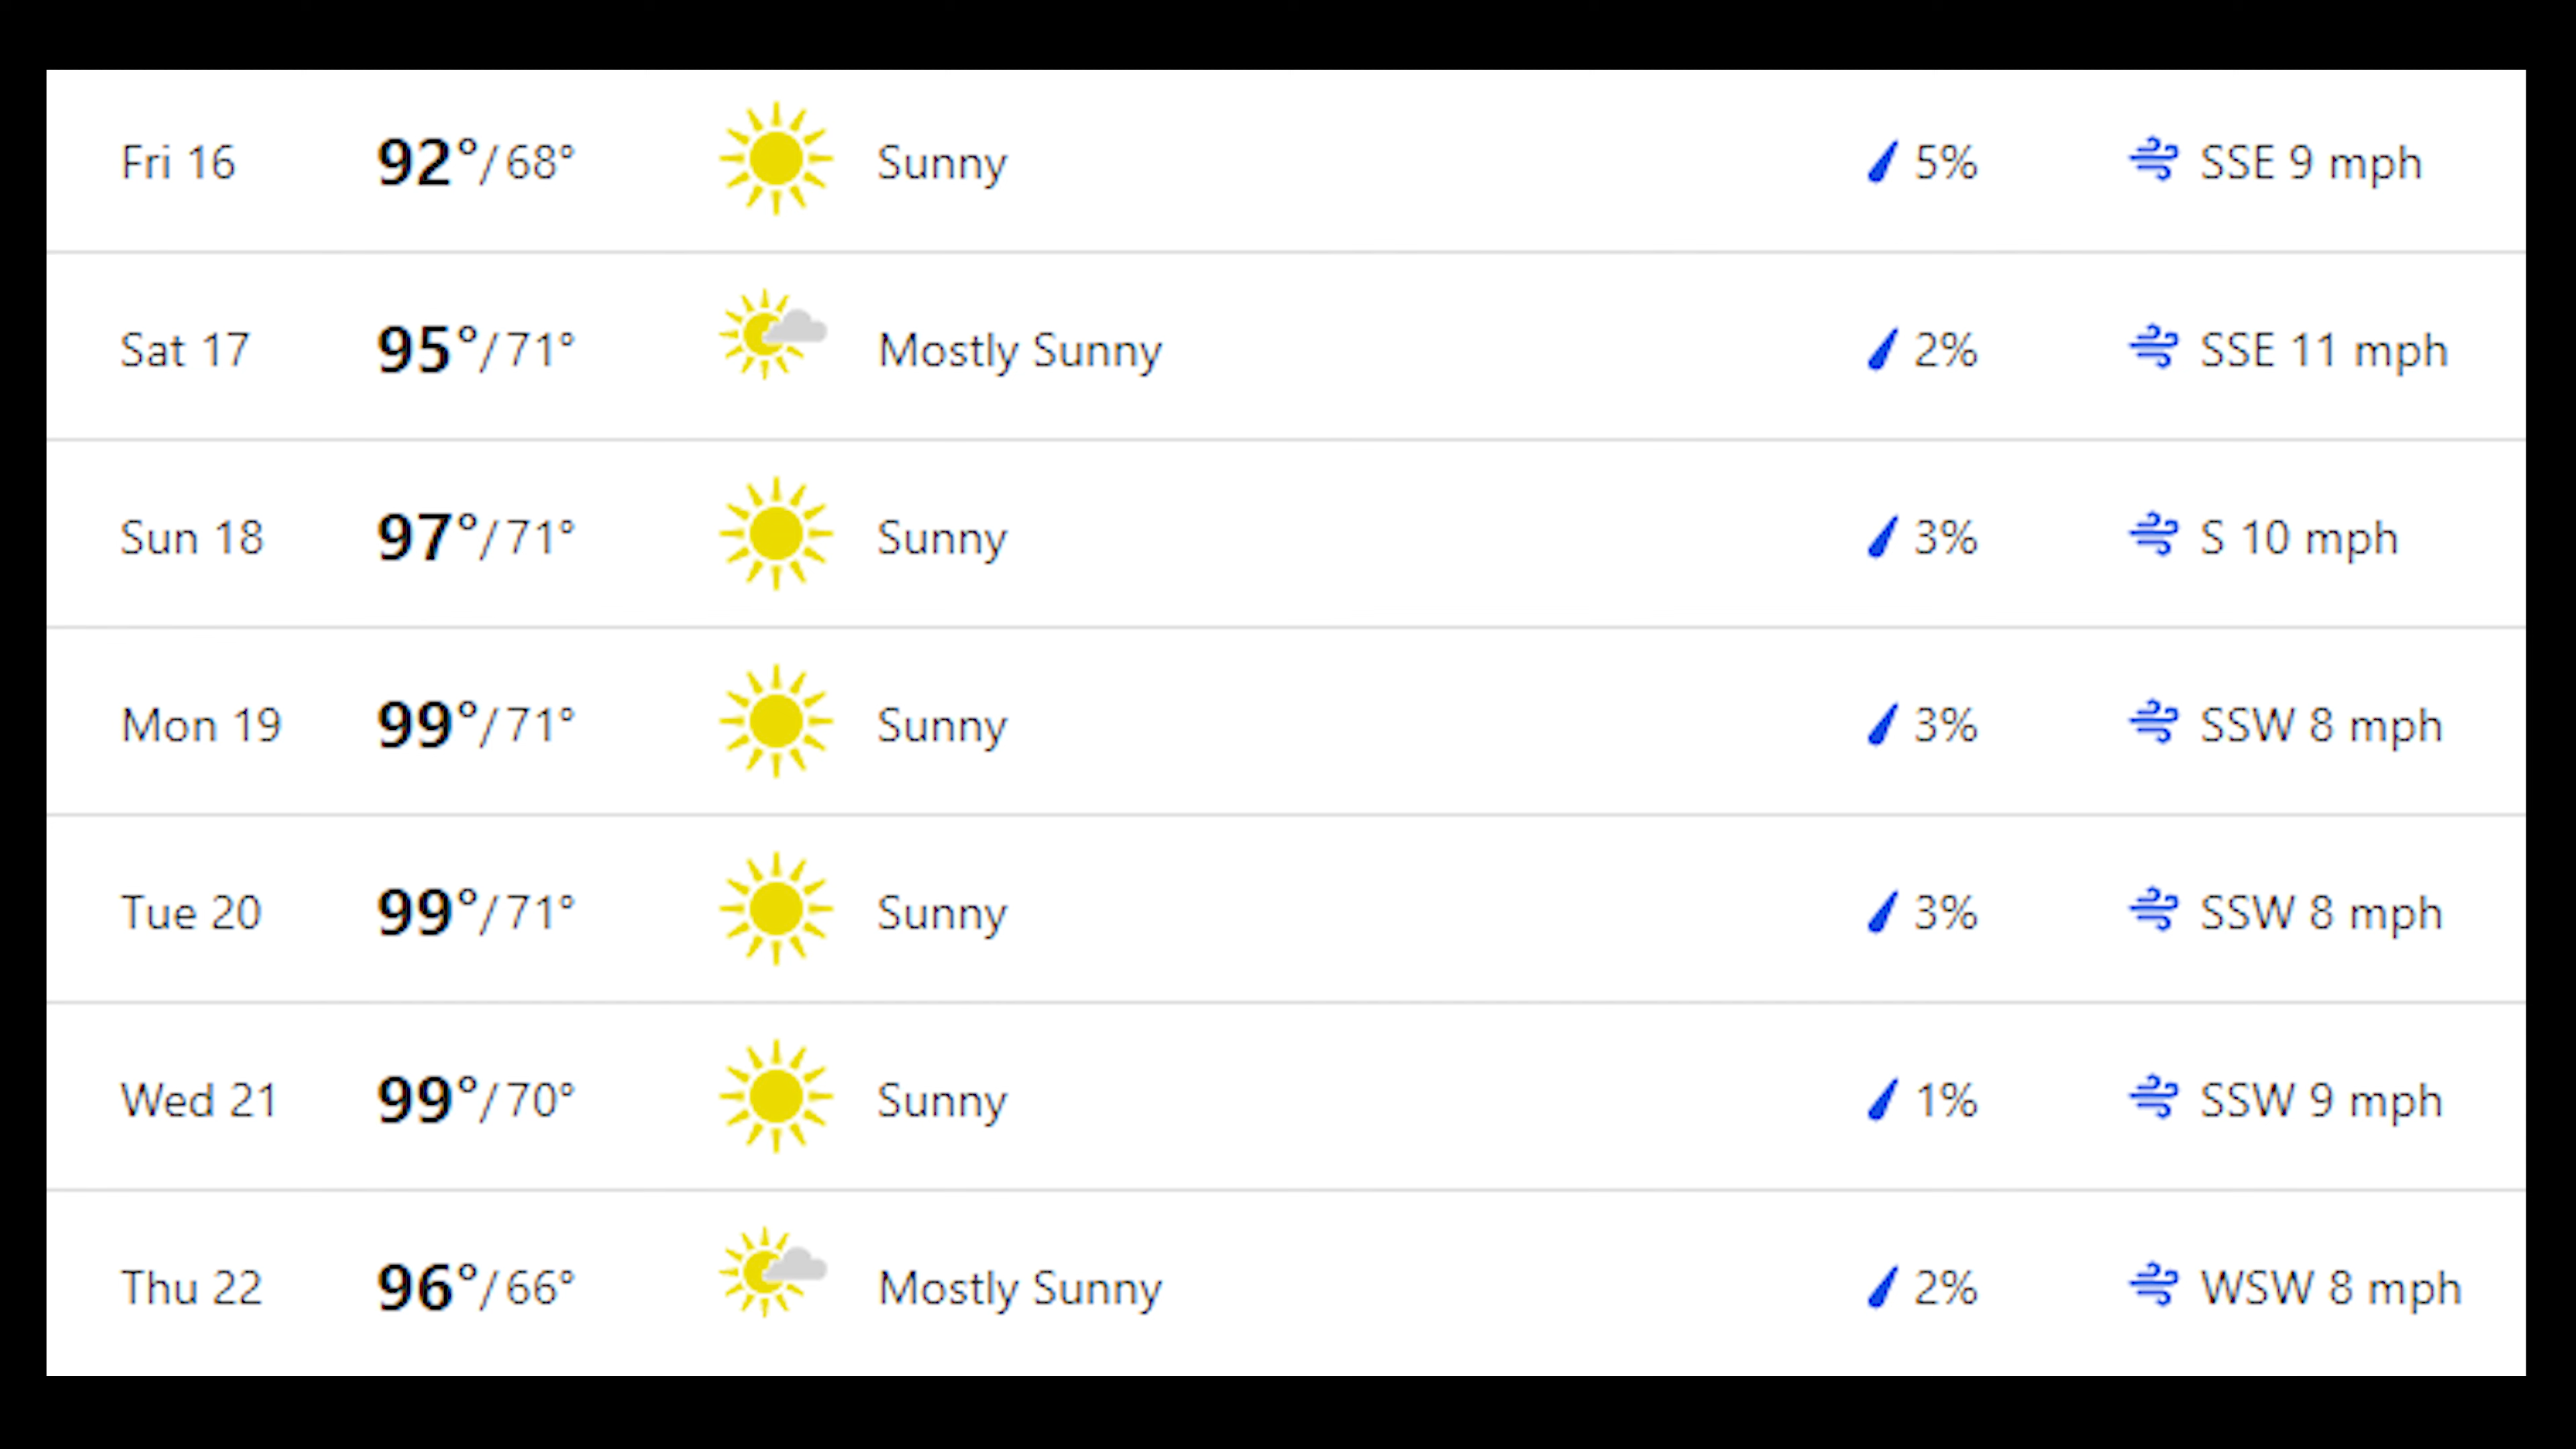 Fri 16 92°/68° Sunny 5% SSE 9 mph
Sat 17 95°/71° Mostly Sunny 2% SSE 11 mph
Sun 18 97°/71° Sunny 3% S 10 mph
Mon 19 99°/71° Sunny 3% SSW 8 mph
Tue 20 99°/71° Sunny 3% SSW 8 mph
Wed 21 99°/70° Sunny 1% SSW 9 mph
Thu 22 96°/66° Mostly Sunny 2% WSW 8 mph